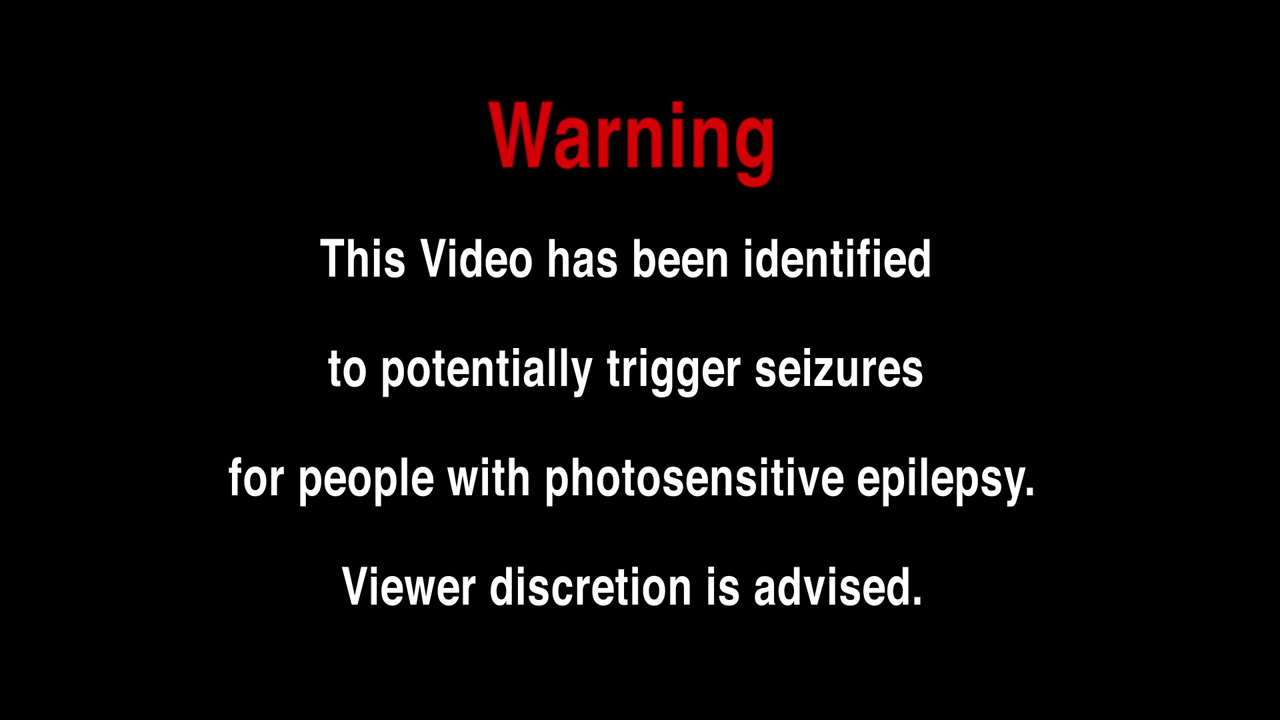 Warning
This Video has been identified
to potentially trigger seizures
for people with photosensitive epilepsy.
Viewer discretion is advised.